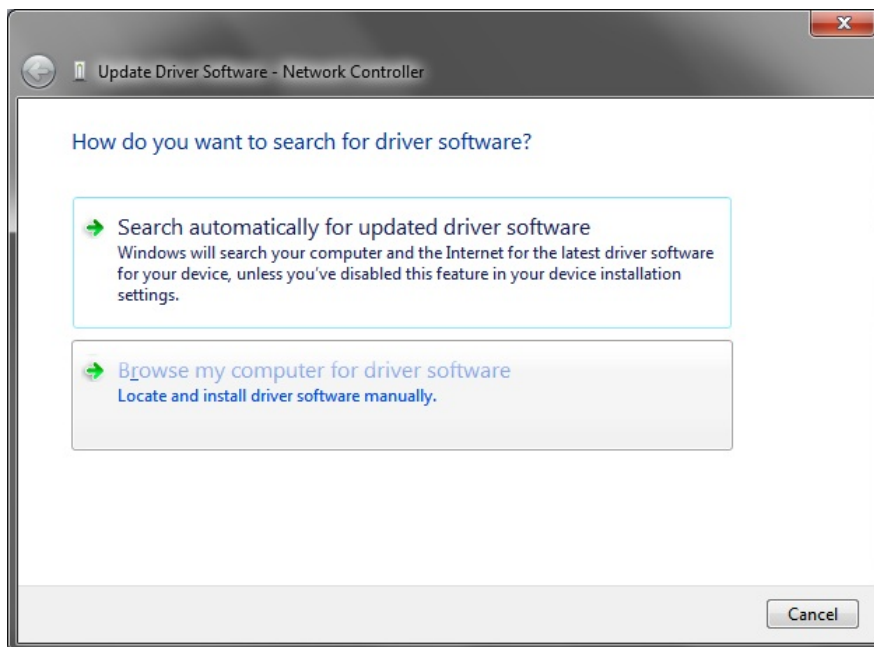 Update Driver Software - Network Controller
How do you want to search for driver software?
Search automatically for updated driver software
Windows will search your computer and the Internet for the latest driver software
for your device, unless you've disabled this feature in your device installation
settings.
Browse my computer for driver software
Locate and install driver software manually.
Cancel